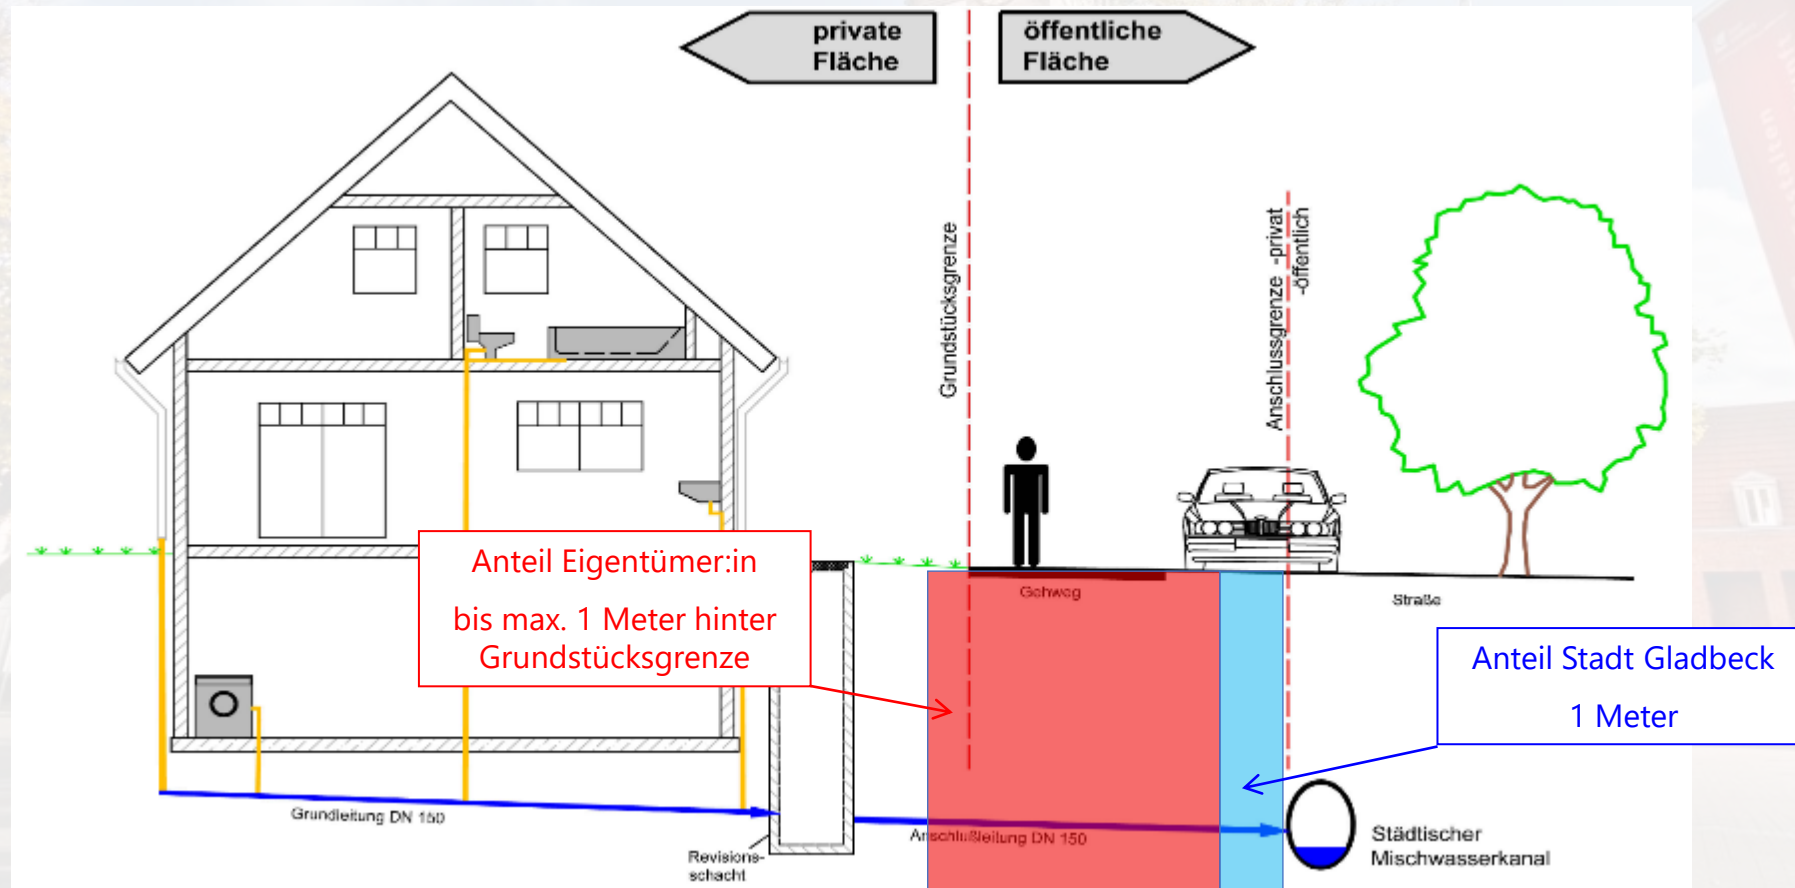 private
Fläche
öffentliche
Fläche
Grundstücksgrenze
Anschlussgrenze -privat
-öffentlich
Anteil Eigentümer:in
bis max. 1 Meter hinter
Grundstücksgrenze
Gehweg
Straße
Anteil Stadt Gladbeck
1 Meter
Grundleitung DN 150
Anschlußleitung DN 150
Revisions-
schacht
Städtischer
Mischwasserkanal